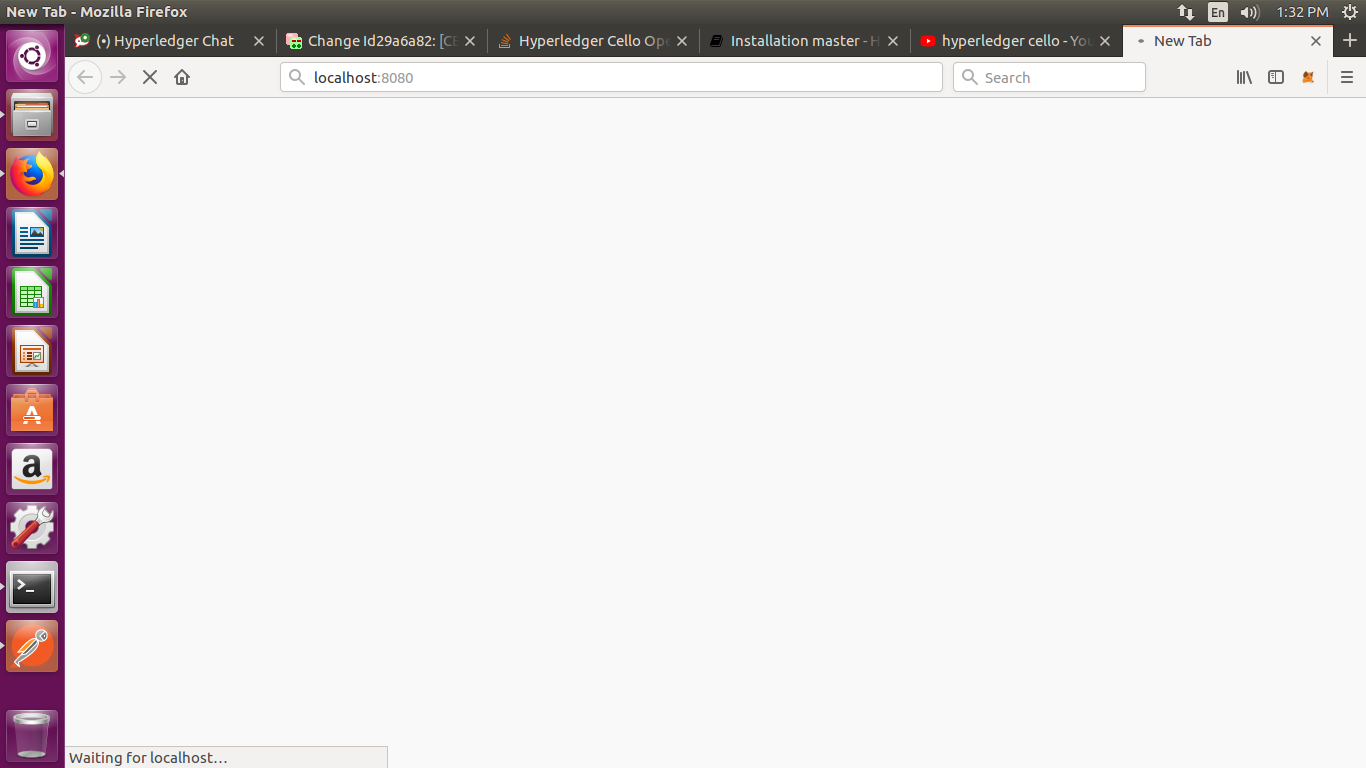 New Tab - Mozilla Firefox
En
1:32 PM
(•) Hyperledger Chat
Change Id29a6a82: [CE
Hyperledger Cello Ope
Installation master - H
hyperledger cello - You
New Tab
localhost:8080
Search
Waiting for localhost…